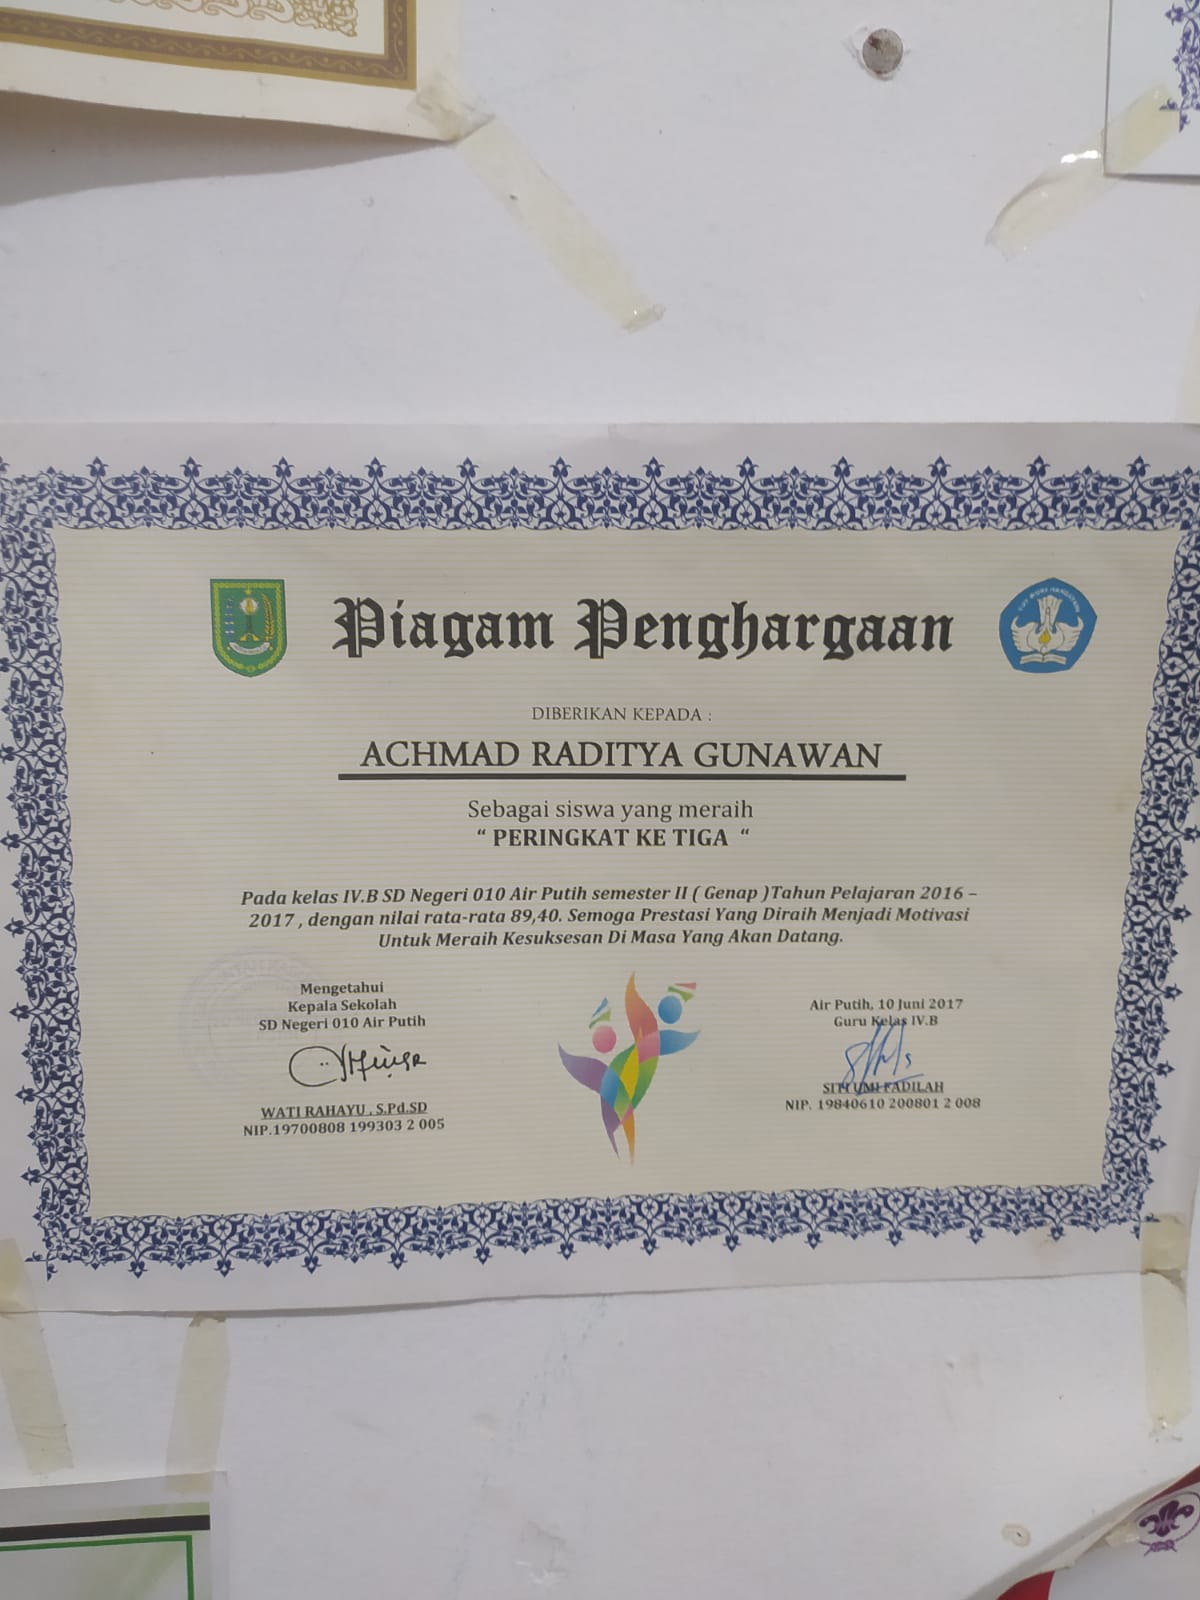 Piagam Penghargaan
DIBERIKAN KEPADA :
ACHMAD RADITYA GUNAWAN
Sebagai siswa yang meraih
“ PERINGKAT KE TIGA “
Pada kelas IV.B SD Negeri 010 Air Putih semester II ( Genap )Tahun Pelajaran 2016 –
2017 , dengan nilai rata-rata 89,40. Semoga Prestasi Yang Diraih Menjadi Motivasi
Untuk Meraih Kesuksesan Di Masa Yang Akan Datang.
Mengetahui
Kepala Sekolah
SD Negeri 010 Air Putih
WATI RAHAYU , S.Pd.SD
NIP.19700808 199303 2 005
Air Putih, 10 Juni 2017
Guru Kelas IV.B
SITI UMI FADILAH
NIP. 19840610 200801 2 008